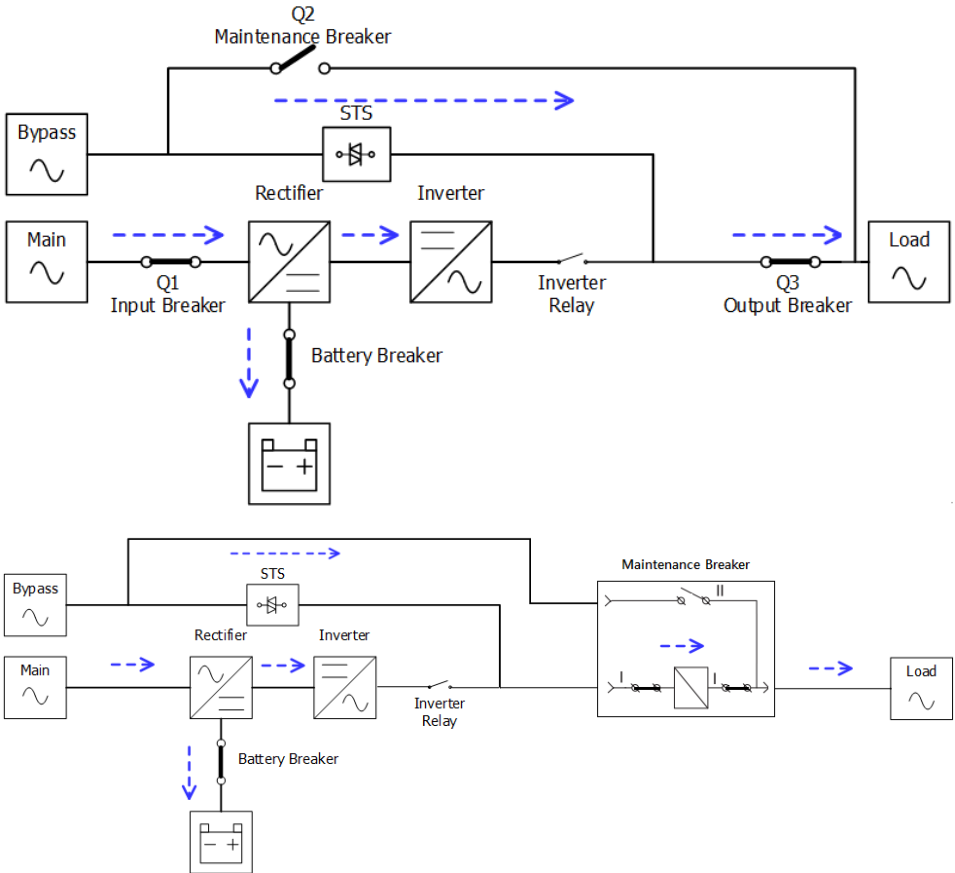 Q2
Maintenance Breaker
STS
Bypass
Rectifier
Inverter
Main
Load
Q1
Input Breaker
Inverter
Relay
Q3
Output Breaker
Battery Breaker
- +
Maintenance Breaker
STS
Bypass
II
Rectifier
Inverter
Main
I
I
Load
Inverter
Relay
Battery Breaker
- +